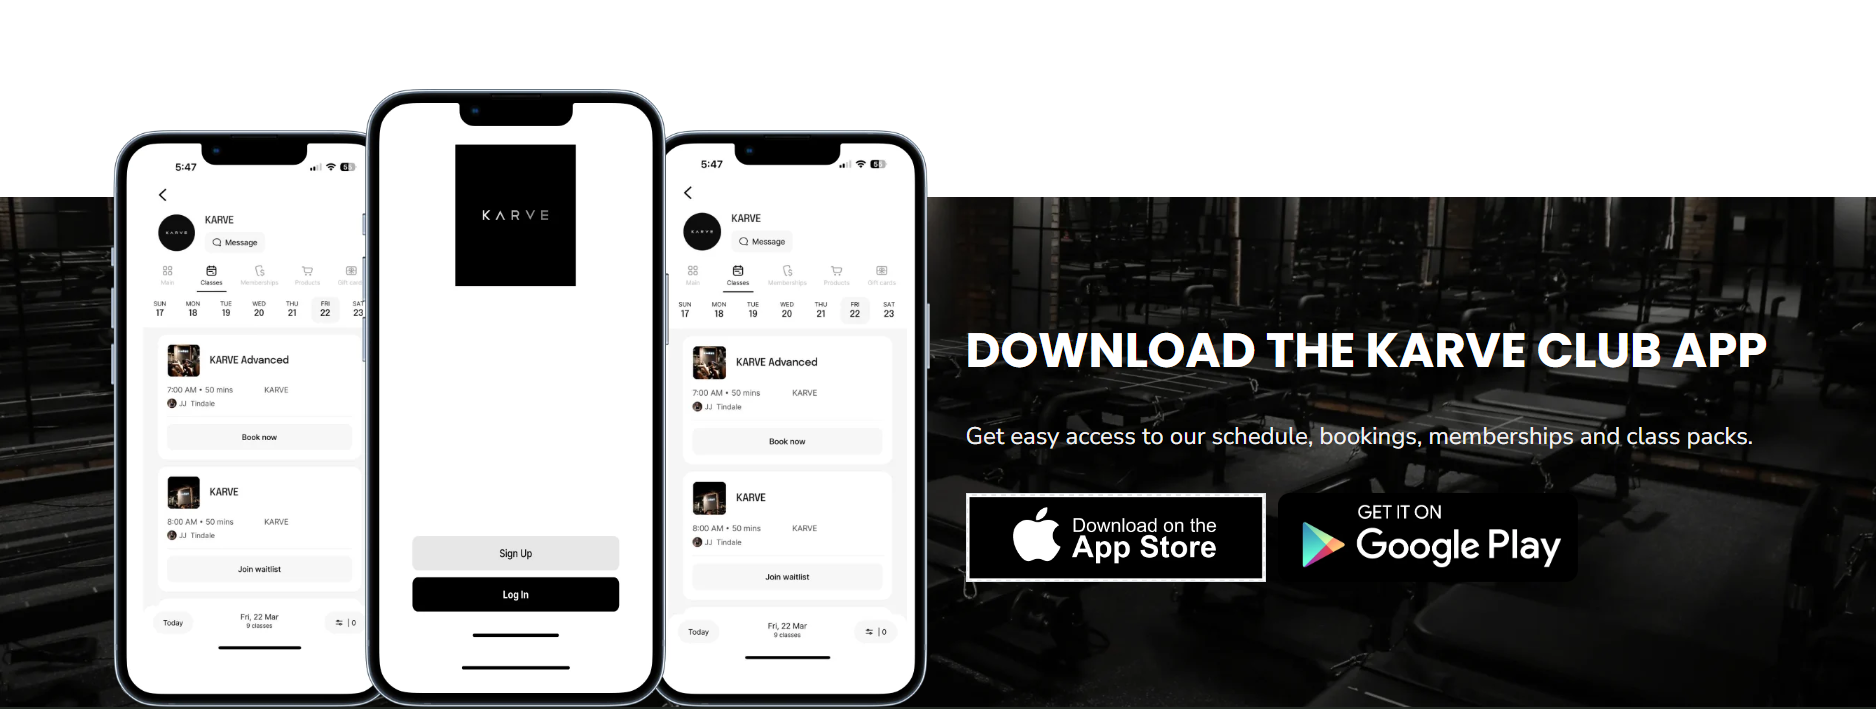 5:47
KARVE
Message
Main Classes Memberships Products Gift cards
SUN MON TUE WED THU FRI SAT
17 18 19 20 21 22 23
KARVE Advanced
7:00 AM • 50 mins KARVE
JJ Tindale
Book now
KARVE
8:00 AM • 50 mins KARVE
JJ Tindale
Join waitlist
Today
Fri, 22 Mar
9 classes
0
KARVE
Sign Up
Log In
5:47
KARVE
Message
Main Classes Memberships Products Gift cards
SUN MON TUE WED THU FRI SAT
17 18 19 20 21 22 23
KARVE Advanced
7:00 AM • 50 mins KARVE
JJ Tindale
Book now
KARVE
8:00 AM • 50 mins KARVE
JJ Tindale
Join waitlist
Today
Fri, 22 Mar
9 classes
0
DOWNLOAD THE KARVE CLUB APP
Get easy access to our schedule, bookings, memberships and class packs.
Download on the
App Store
GET IT ON
Google Play